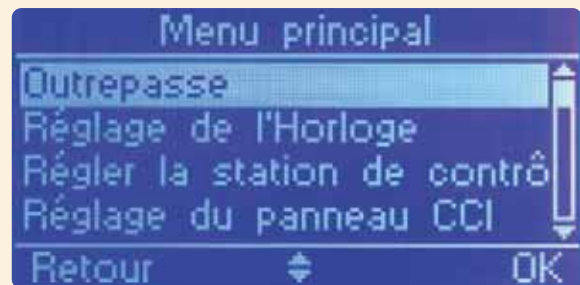 Menu principal
Outrepasse
Réglage de l'Horloge
Régler la station de contrô
Réglage du panneau CCI
Retour OK